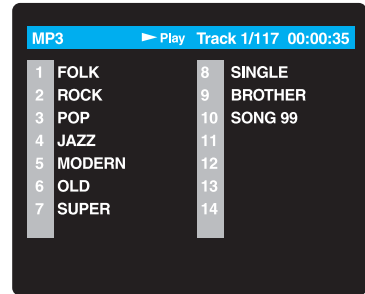 MP3 Play Track 1/117 00:00:35
1 FOLK
2 ROCK
3 POP
4 JAZZ
5 MODERN
6 OLD
7 SUPER
8 SINGLE
9 BROTHER
10 SONG 99
11
12
13
14